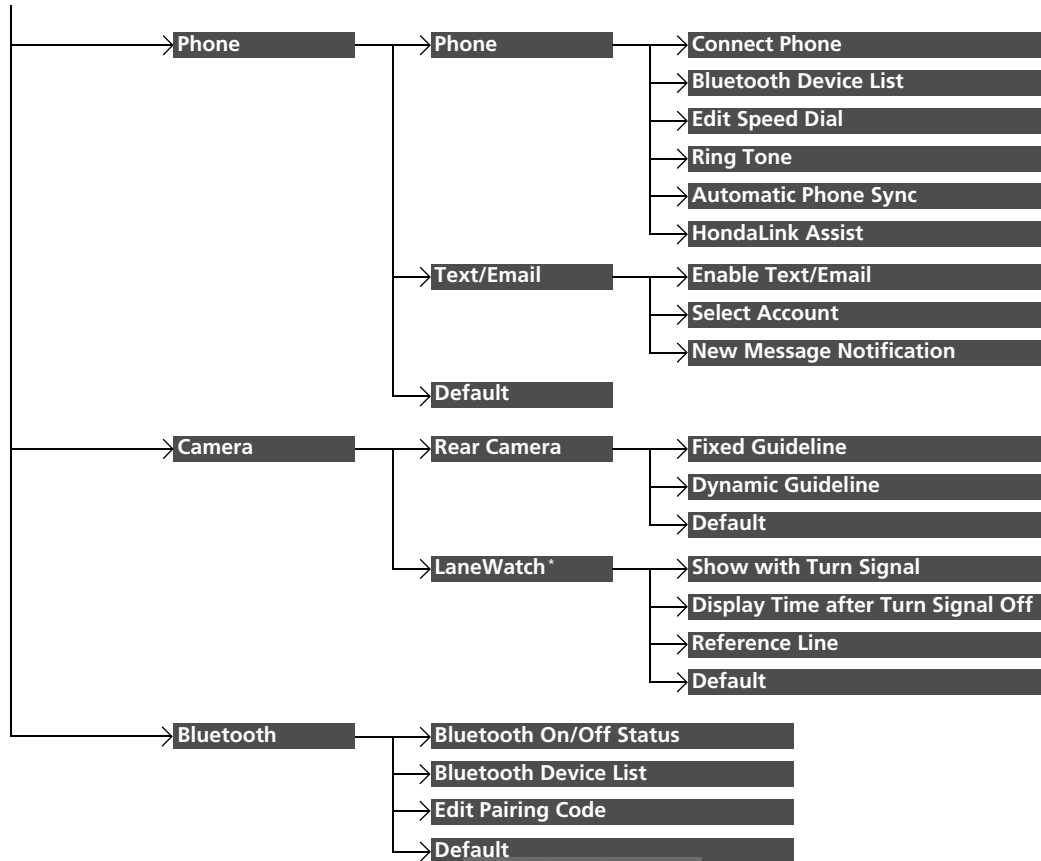 Phone
Phone
Connect Phone
Bluetooth Device List
Edit Speed Dial
Ring Tone
Automatic Phone Sync
HondaLink Assist
Text/Email
Enable Text/Email
Select Account
New Message Notification
Default
Camera
Rear Camera
Fixed Guideline
Dynamic Guideline
Default
LaneWatch*
Show with Turn Signal
Display Time after Turn Signal Off
Reference Line
Default
Bluetooth
Bluetooth On/Off Status
Bluetooth Device List
Edit Pairing Code
Default